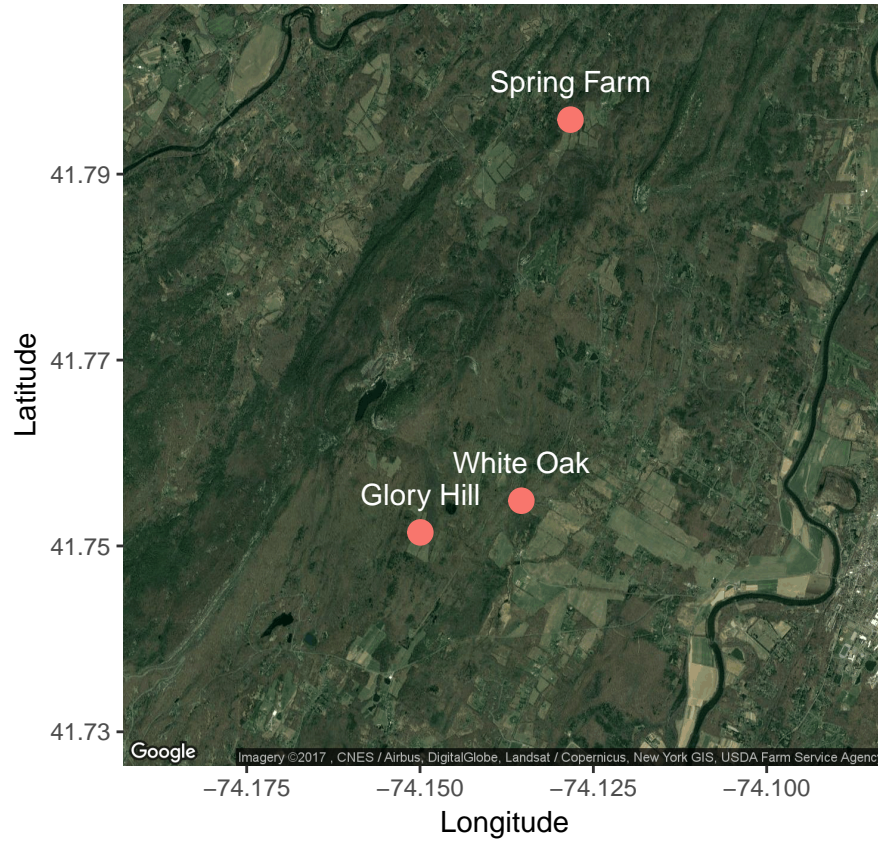 Spring Farm
41.79
41.77
Latitude
White Oak
Glory Hill
41.75
41.73
Google
Imagery ©2017 , CNES / Airbus, DigitalGlobe, Landsat / Copernicus, New York GIS, USDA Farm Service Agency
−74.175
−74.150
−74.125
−74.100
Longitude